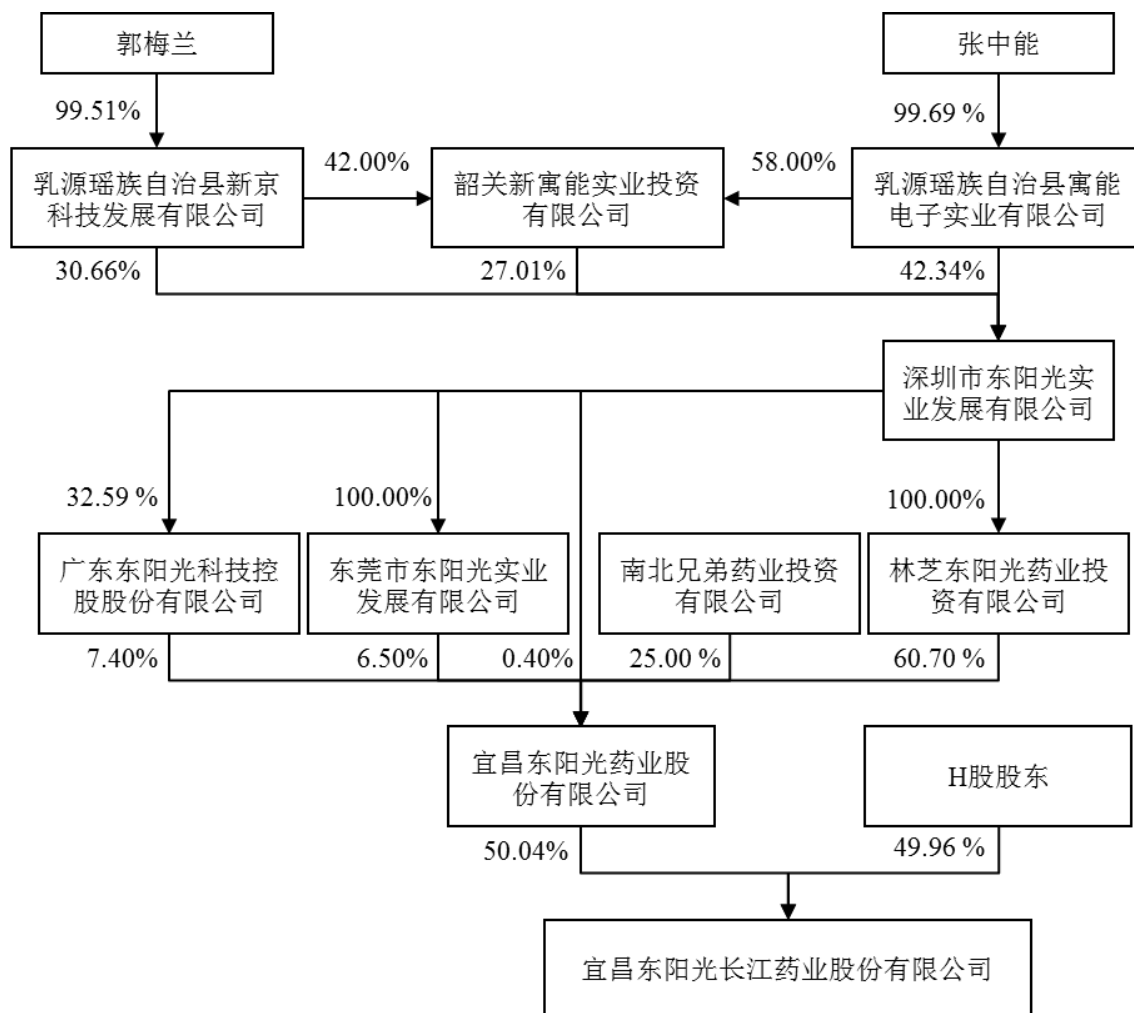 郭梅兰
张中能
99.51%
99.69 %
乳源瑶族自治县新京
科技发展有限公司
42.00%
韶关新寓能实业投资
有限公司
58.00%
乳源瑶族自治县寓能
电子实业有限公司
30.66%
27.01%
42.34%
深圳市东阳光实
业发展有限公司
32.59 %
100.00%
100.00%
广东东阳光科技控
股股份有限公司
东莞市东阳光实业
发展有限公司
南北兄弟药业投资
有限公司
林芝东阳光药业投
资有限公司
7.40%
6.50%
0.40%
25.00 %
60.70 %
宜昌东阳光药业股
份有限公司
H股股东
50.04%
49.96 %
宜昌东阳光长江药业股份有限公司